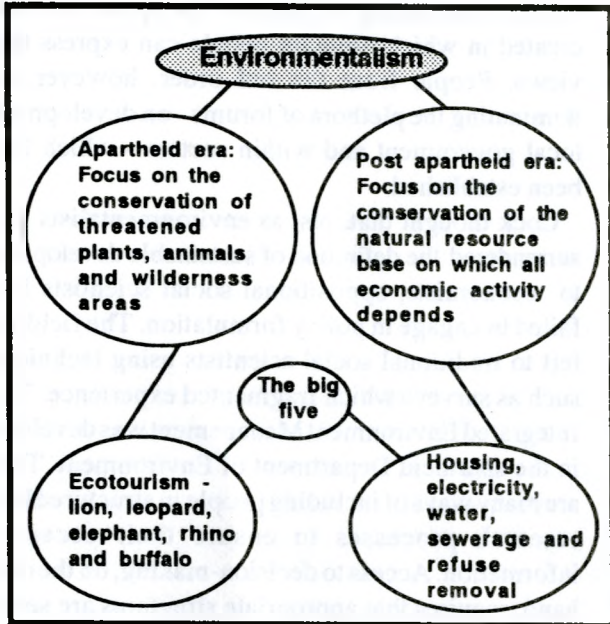 Environmentalism
Apartheid era:
Focus on the
conservation of
threatened
plants, animals
and wilderness
areas
Post apartheid era:
Focus on the
conservation of the
natural resource
base on which all
economic activity
depends
The big
five
Ecotourism -
lion, leopard,
elephant, rhino
and buffalo
Housing,
electricity,
water,
sewerage and
refuse
removal